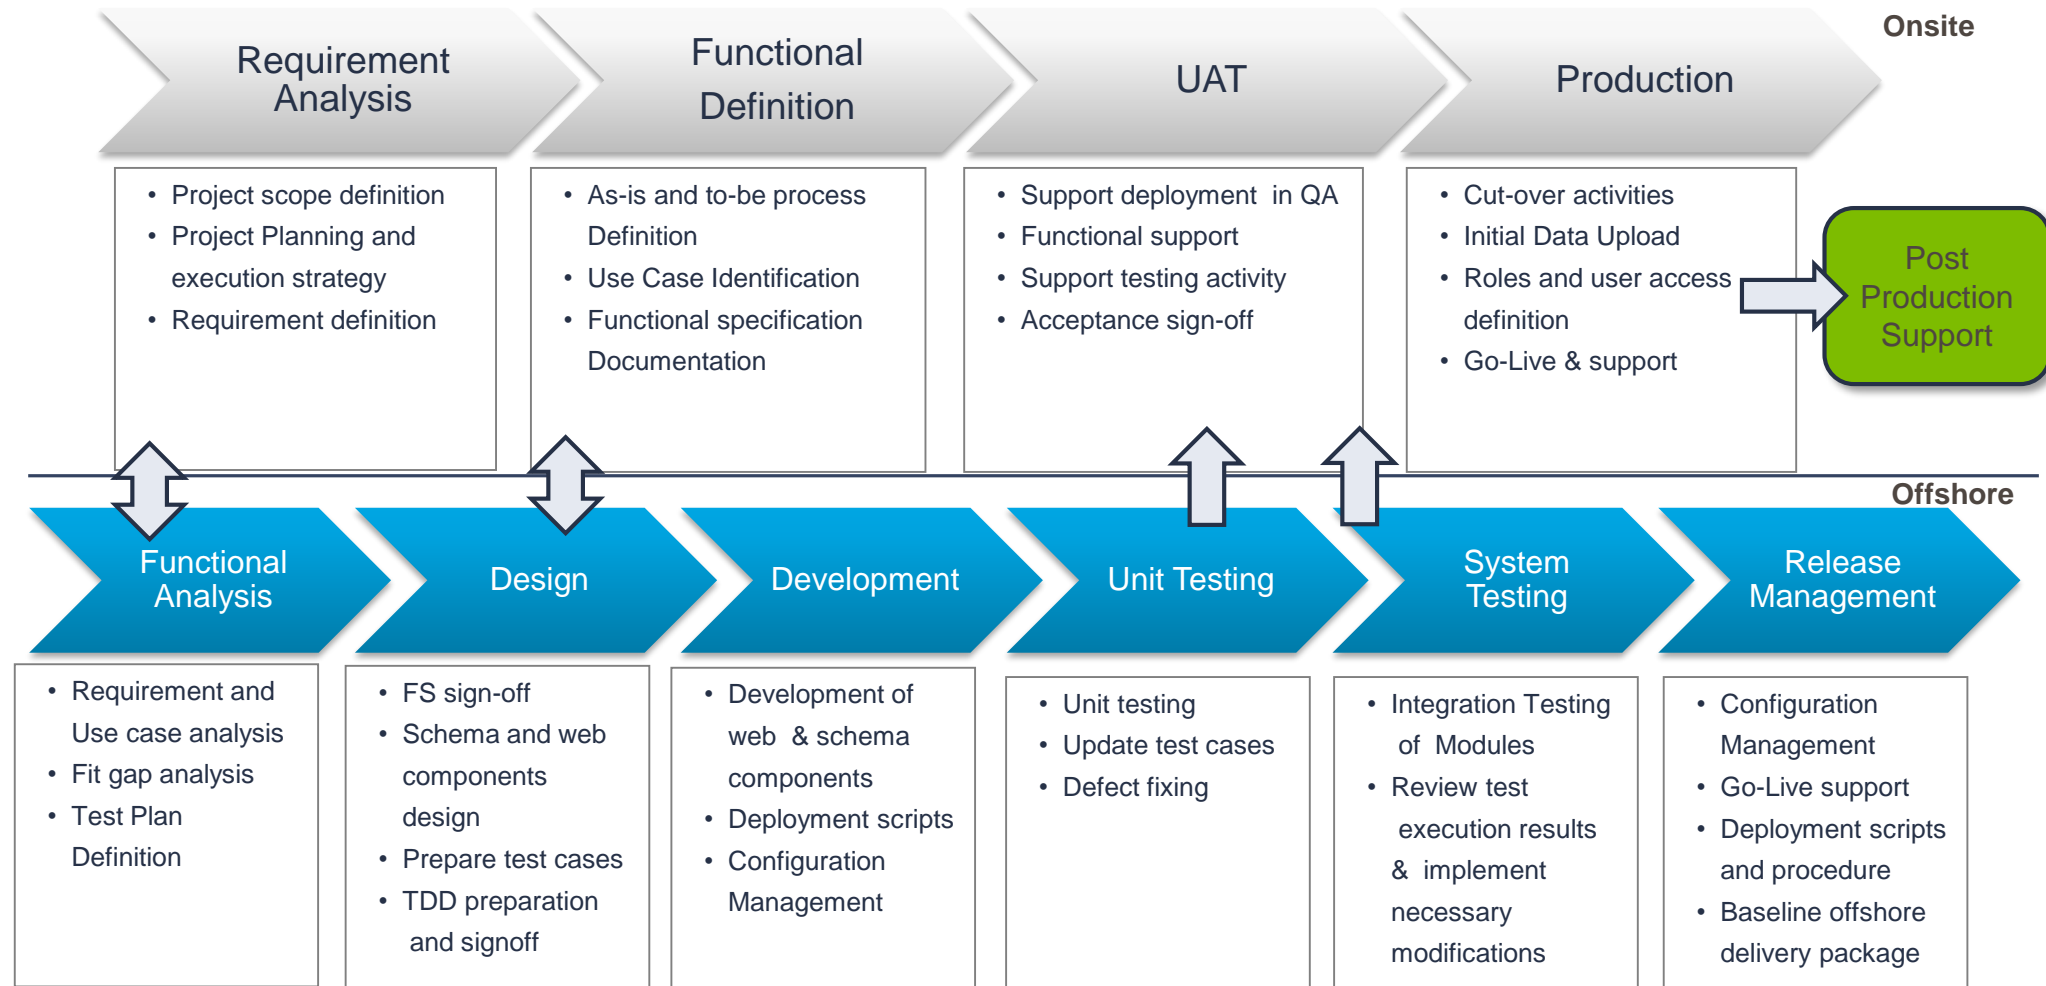 Onsite
Requirement
Analysis
Functional
Definition
UAT
Production
• Project scope definition
• Project Planning and
execution strategy
• Requirement definition
• As-is and to-be process
Definition
• Use Case Identification
• Functional specification
Documentation
• Support deployment in QA
• Functional support
• Support testing activity
• Acceptance sign-off
• Cut-over activities
• Initial Data Upload
• Roles and user access
definition
• Go-Live & support
Post
Production
Support
Offshore
Functional
Analysis
Design
Development
Unit Testing
System
Testing
Release
Management
• Requirement and
Use case analysis
• Fit gap analysis
• Test Plan
Definition
• FS sign-off
• Schema and web
components
design
• Prepare test cases
• TDD preparation
and signoff
• Development of
web & schema
components
• Deployment scripts
• Configuration
Management
• Unit testing
• Update test cases
• Defect fixing
• Integration Testing
of Modules
• Review test
execution results
& implement
necessary
modifications
• Configuration
Management
• Go-Live support
• Deployment scripts
and procedure
• Baseline offshore
delivery package